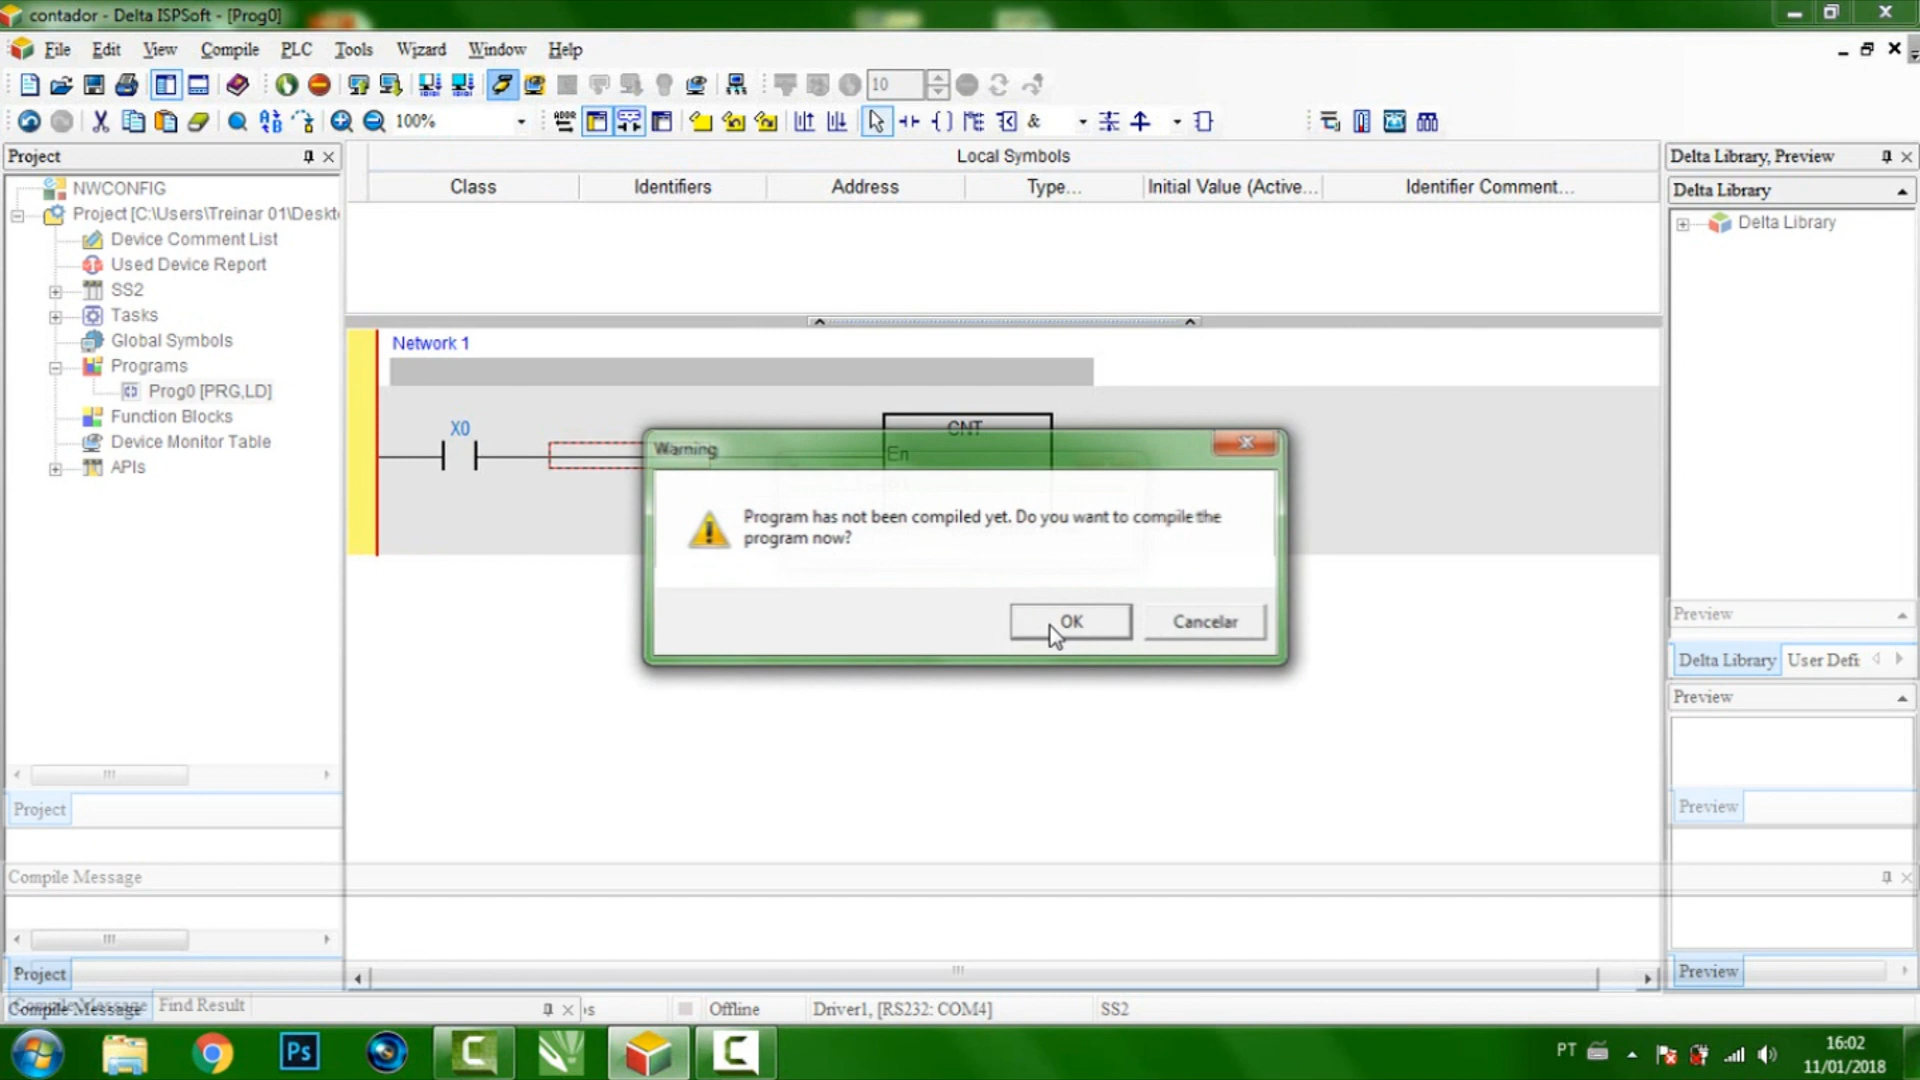 contador - Delta ISPSoft - [Prog0]
File Edit View Compile PLC Tools Wizard Window Help
10
100%
ADDR
&
Project
NWCONFIG
Project [C:\Users\Treinar 01\Deskt
Device Comment List
Used Device Report
SS2
Tasks
Global Symbols
Programs
Prog0 [PRG,LD]
Function Blocks
Device Monitor Table
APIs
Project
Project
Local Symbols
Class Identifiers Address Type... Initial Value (Active... Identifier Comment...
Network 1
X0
CNT
En
Warning
Program has not been compiled yet. Do you want to compile the
program now?
OK
Cancelar
Delta Library, Preview
Delta Library
Delta Library
Preview
Delta Library User Defi
Preview
Preview
Preview
Compile Message
Compile Message Find Result
Offline
Driver1, [RS232: COM4]
SS2
Ps
PT
16:02
11/01/2018